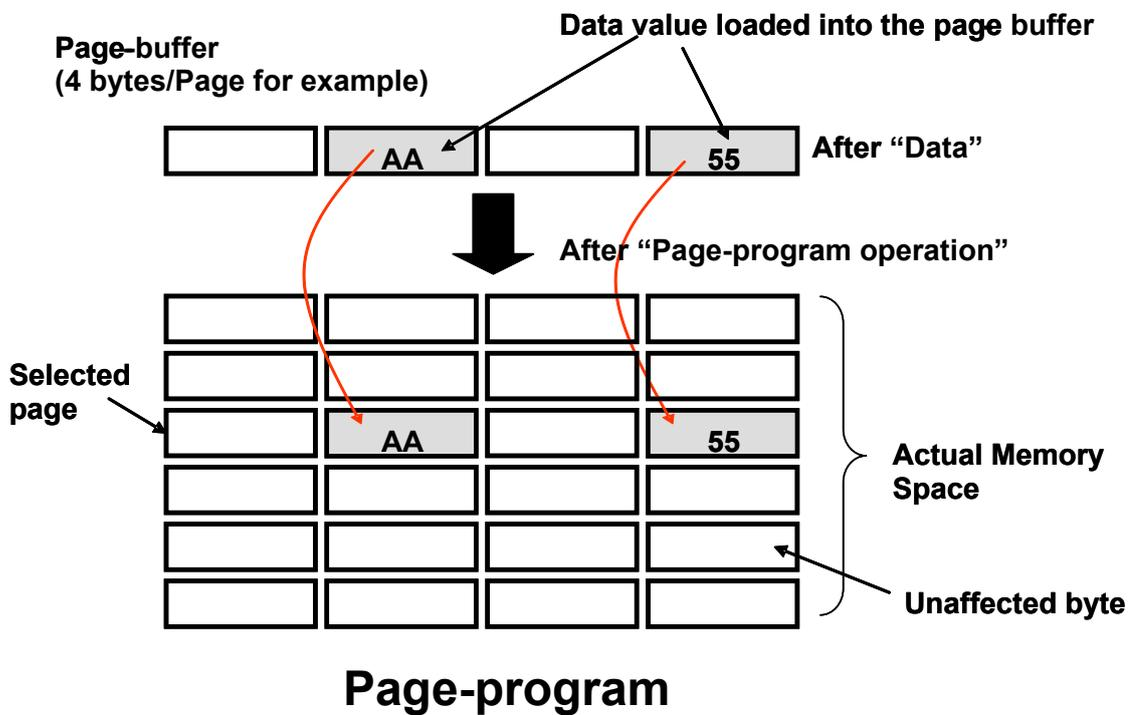 Data value loaded into the page buffer
Page-buffer
(4 bytes/Page for example)
AA
55
After “Data”
After “Page-program operation”
Selected
page
AA
55
Actual Memory
Space
Unaffected byte
Page-program